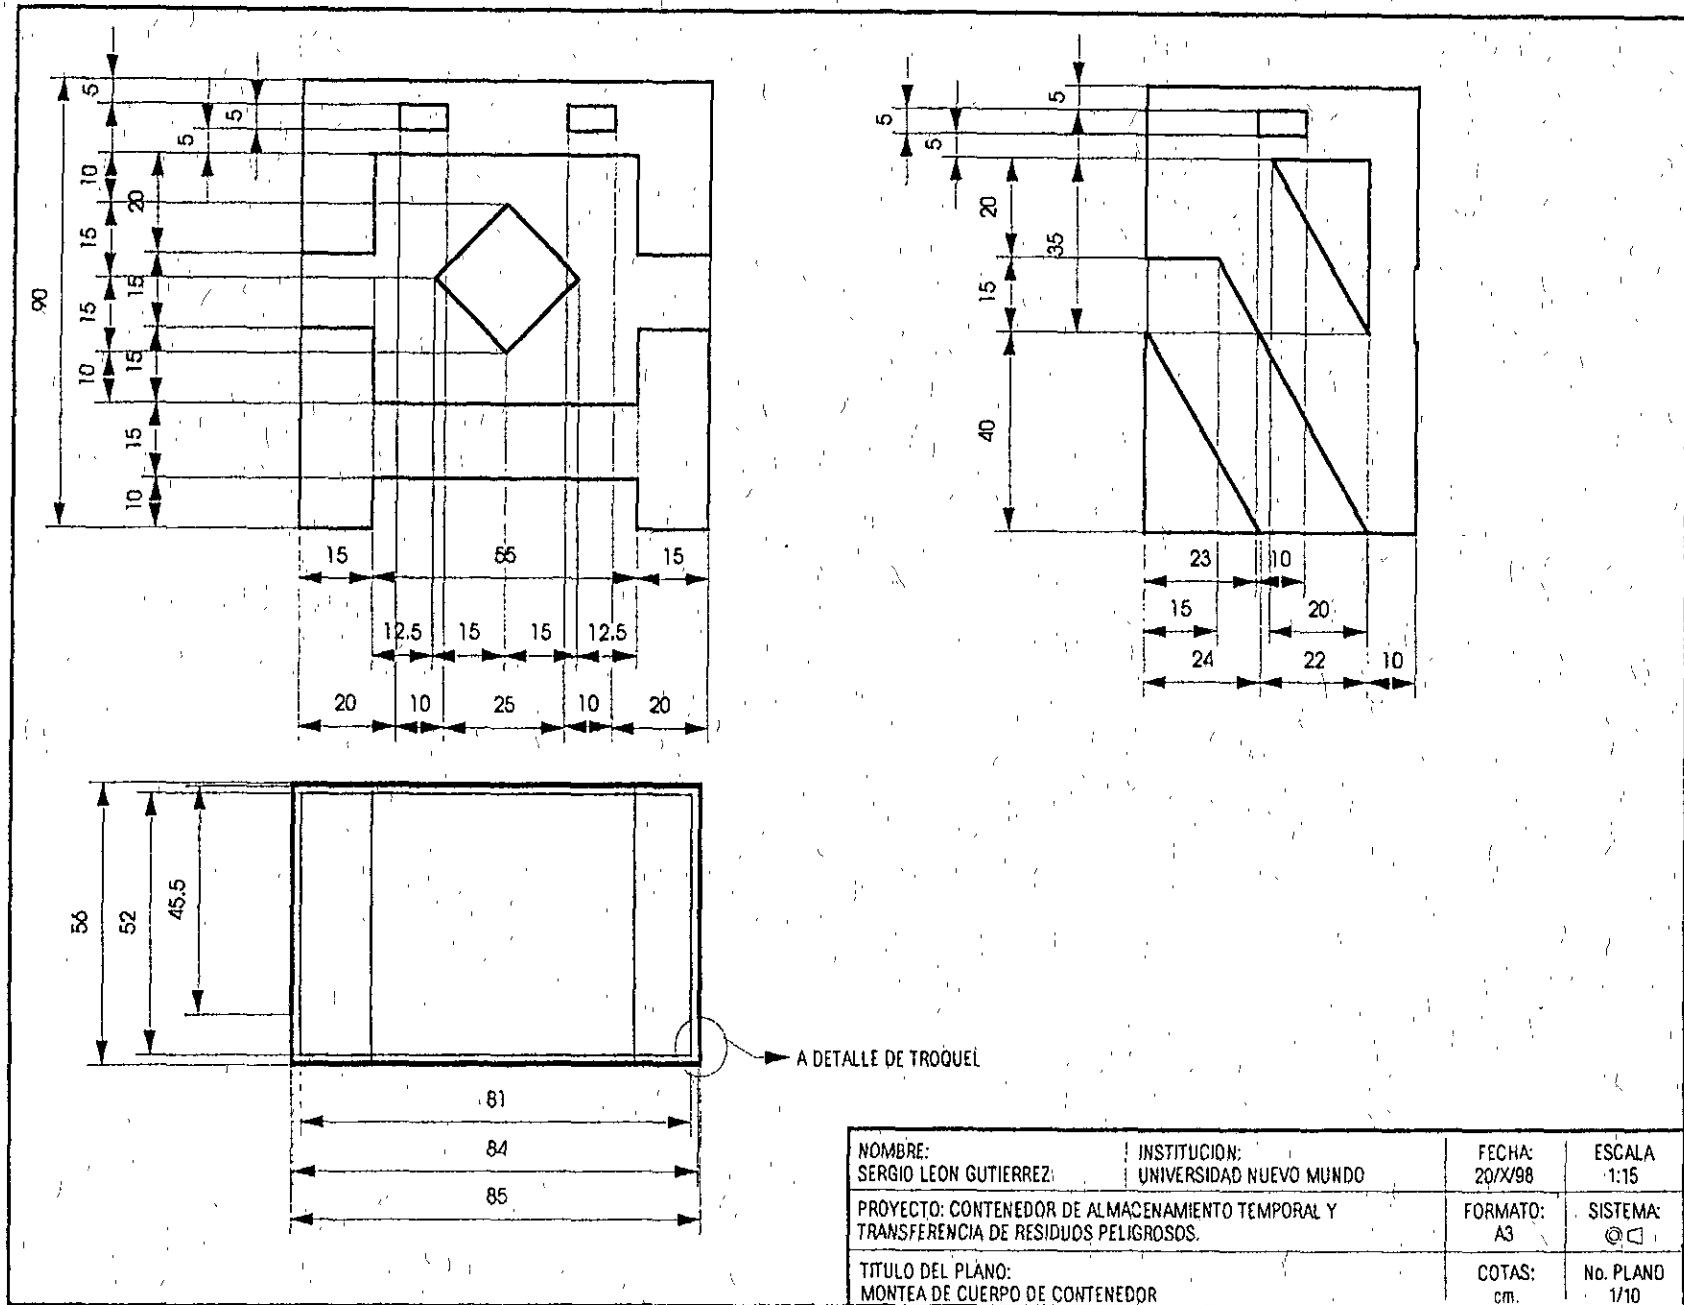 5
5
5
10
20
15
15
15
15
10
90
15
10
15
55
15
12.5 15 15 12.5
20 10 25 10 20
5
5
5
20
35
15
40
23 10
15 20
24 22 10
56
52
45.5
A DETALLE DE TROQUEL
81
84
85
NOMBRE:
SERGIO LEON GUTIERREZ
INSTITUCION:
UNIVERSIDAD NUEVO MUNDO
FECHA:
20/X/98
ESCALA
1:15
PROYECTO: CONTENEDOR DE ALMACENAMIENTO TEMPORAL Y
TRANSFERENCIA DE RESIDUOS PELIGROSOS.
FORMATO:
A3
SISTEMA:
TITULO DEL PLANO:
MONTEA DE CUERPO DE CONTENEDOR
COTAS:
cm.
No. PLANO
1/10